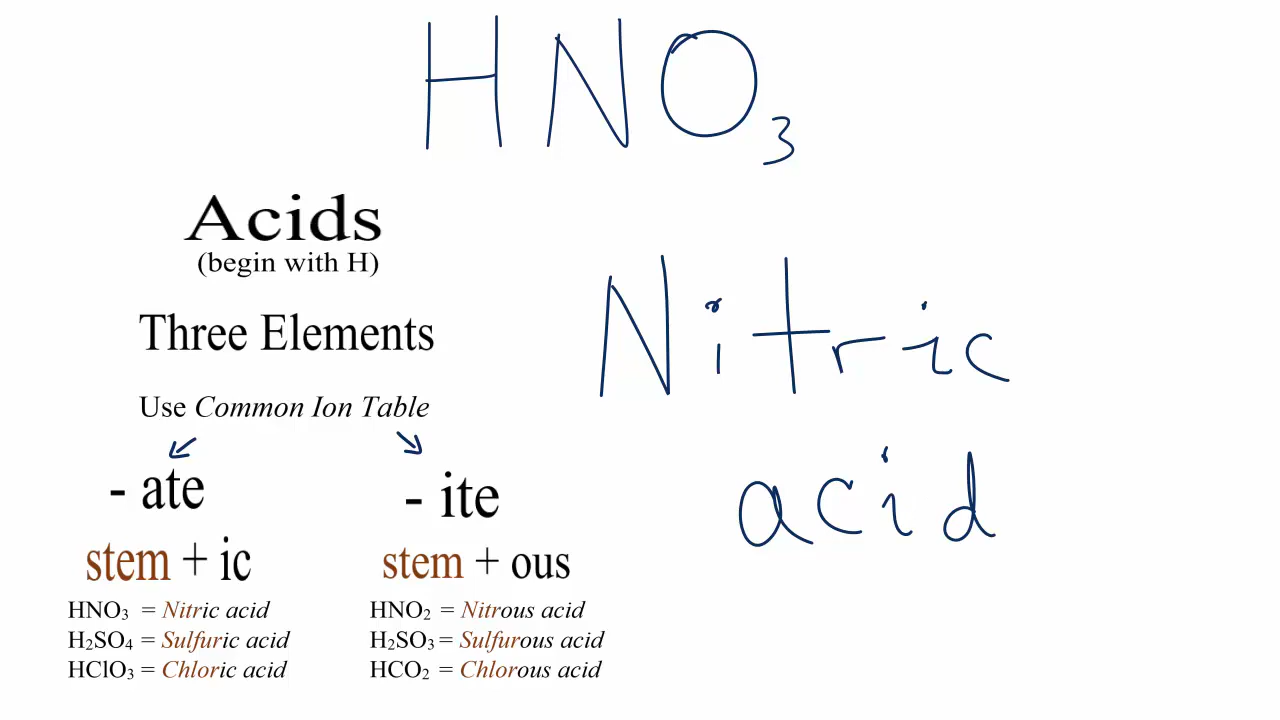 HNO₃
Acids
(begin with H)
Three Elements
Use Common Ion Table
- ate
stem + ic
HNO₃ = Nitric acid
H₂SO₄ = Sulfuric acid
HClO₃ = Chloric acid
- ite
stem + ous
HNO₂ = Nitrous acid
H₂SO₃ = Sulfurous acid
HCO₂ = Chlorous acid
Nitric
acid